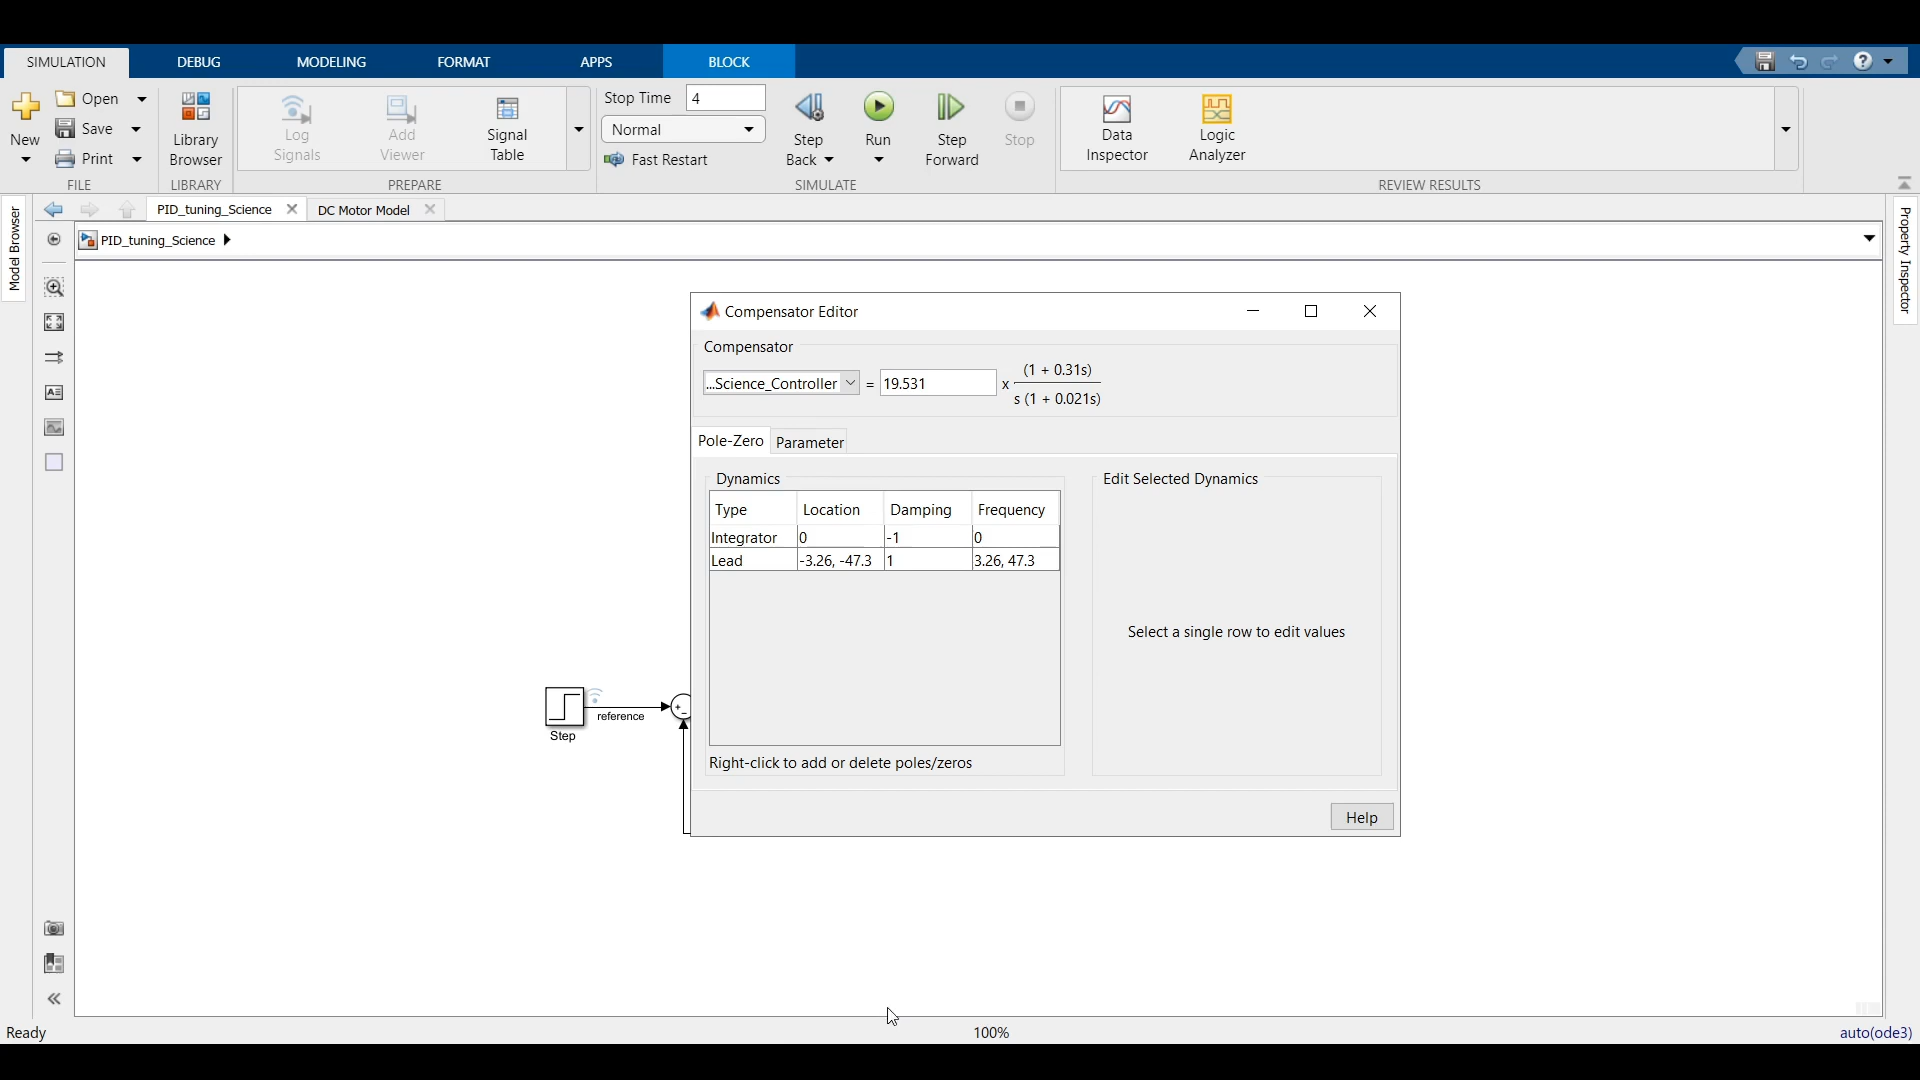 SIMULATION DEBUG MODELING FORMAT APPS BLOCK
New
Open
Save
Print
FILE
Library
Browser
LIBRARY
Log
Signals
Add
Viewer
Signal
Table
PREPARE
Stop Time 4
Normal
Fast Restart
Step
Back
Run
Step
Forward
Stop
SIMULATE
Data
Inspector
Logic
Analyzer
REVIEW RESULTS
Model Browser
PID_tuning_Science DC Motor Model
PID_tuning_Science
Property Inspector
Compensator Editor
Compensator
...Science_Controller = 19.531 x (1 + 0.31s)
s (1 + 0.021s)
Pole-Zero Parameter
Dynamics
Type Location Damping Frequency
Integrator 0 -1 0
Lead -3.26, -47.3 1 3.26, 47.3
Right-click to add or delete poles/zeros
Edit Selected Dynamics
Select a single row to edit values
Help
reference
Step
+
-
Ready 100% auto(ode3)